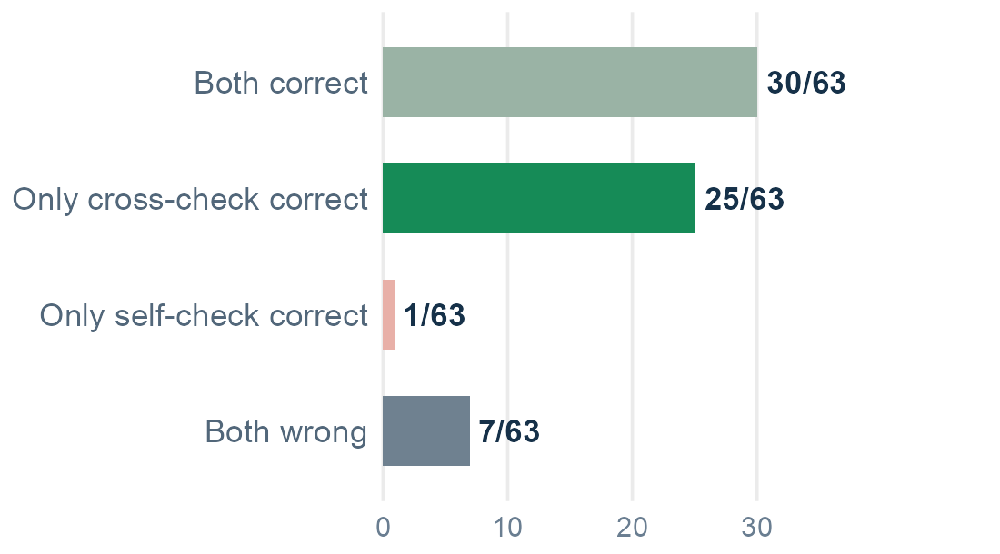 Both correct 30/63
Only cross-check correct 25/63
Only self-check correct 1/63
Both wrong 7/63
0 10 20 30